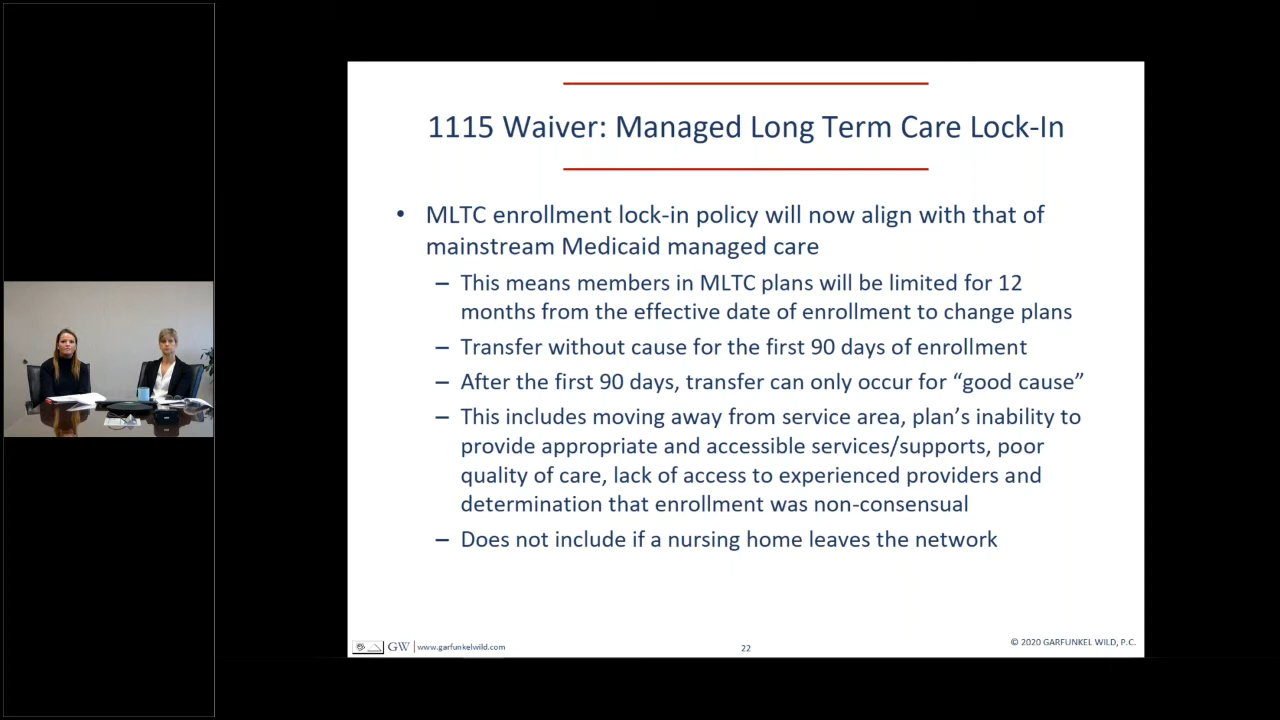 1115 Waiver: Managed Long Term Care Lock-In
• MLTC enrollment lock-in policy will now align with that of
mainstream Medicaid managed care
– This means members in MLTC plans will be limited for 12
months from the effective date of enrollment to change plans
– Transfer without cause for the first 90 days of enrollment
– After the first 90 days, transfer can only occur for “good cause”
– This includes moving away from service area, plan’s inability to
provide appropriate and accessible services/supports, poor
quality of care, lack of access to experienced providers and
determination that enrollment was non-consensual
– Does not include if a nursing home leaves the network
GW www.garfunkelwild.com
22
© 2020 GARFUNKEL WILD, P.C.